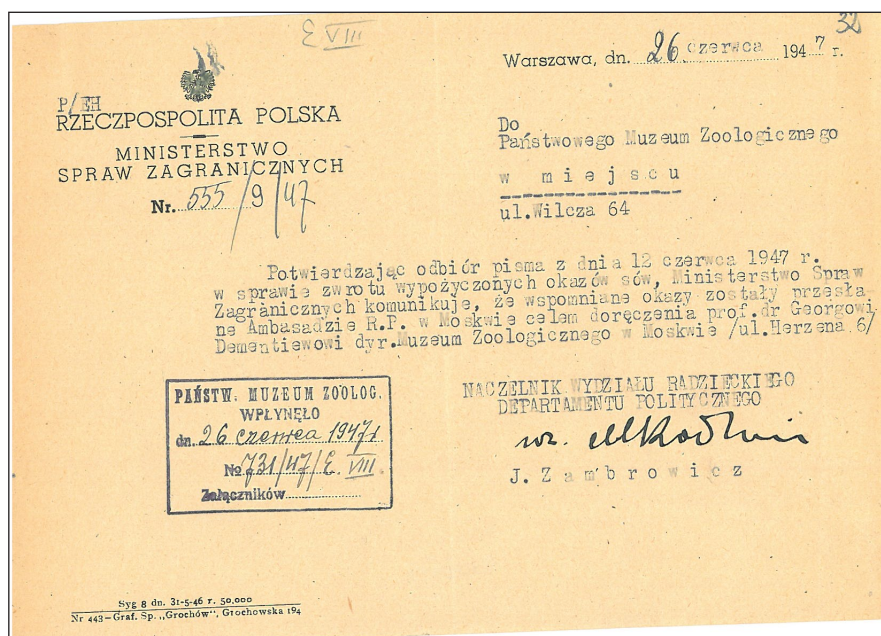 E VIII
32
Warszawa, dn. 26 czerwca 1947 r.
P/EH
RZECZPOSPOLITA POLSKA
MINISTERSTWO
SPRAW ZAGRANICZNYCH
Nr. 555/9/47
Do
Państwowego Muzeum Zoologicznego
w miejscu
ul.Wilcza 64
Potwierdzając odbiór pisma z dnia 12 czerwca 1947 r.
w sprawie zwrotu wypożyczonych okazów sów, Ministerstwo Spraw
Zagranicznych komunikuje, że wspomniane okazy zostały przesła-
ne Ambasadzie R.P. w Moskwie celem doręczenia prof.dr Georgowi
Dementiewowi dyr.Muzeum Zoologicznego w Moskwie /ul.Herzena 6/
PAŃSTW. MUZEUM ZOOLOG.
WPŁYNĘŁO
dn. 26 czerwca 1947 r
No 731/47/E. VIII
Załączników
NACZELNIK WYDZIAŁU RADZIECKIEGO
DEPARTAMENTU POLITYCZNEGO
wz.
J. Zambrowicz
Syg 8 dn. 31-5-46 r. 50.000
Nr 443–Graf. Sp. „Grochów”, Grochowska 194